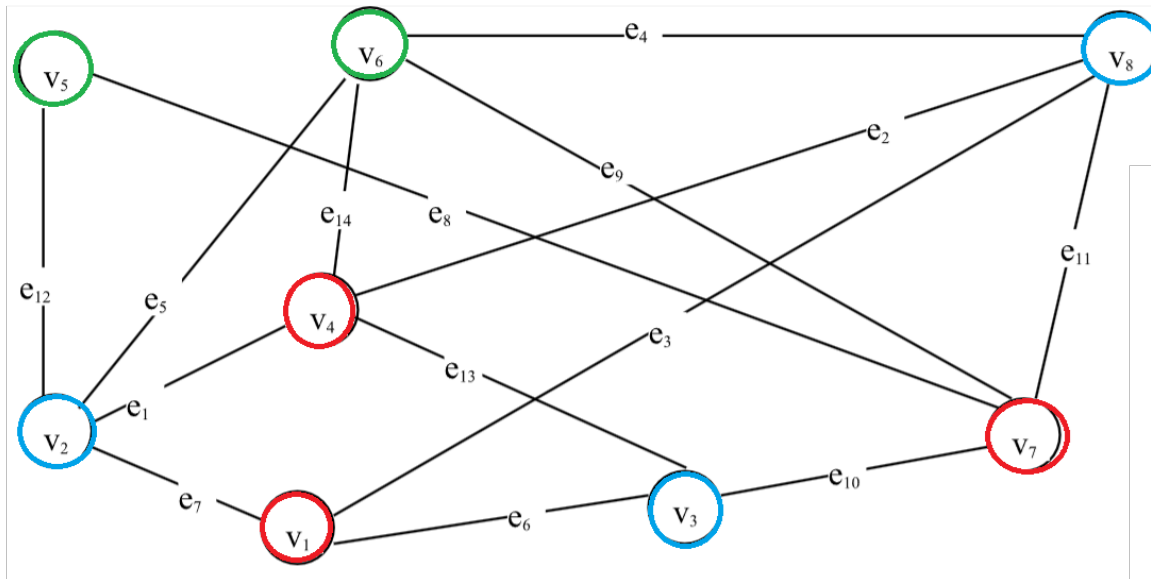 e₄
v₆
v₈
v₅
e₂
e₉
e₁₄
e₈
e₁₁
e₁₂
e₅
v₄
e₃
e₁₃
e₁
v₂
v₇
e₁₀
e₇
v₃
e₆
v₁